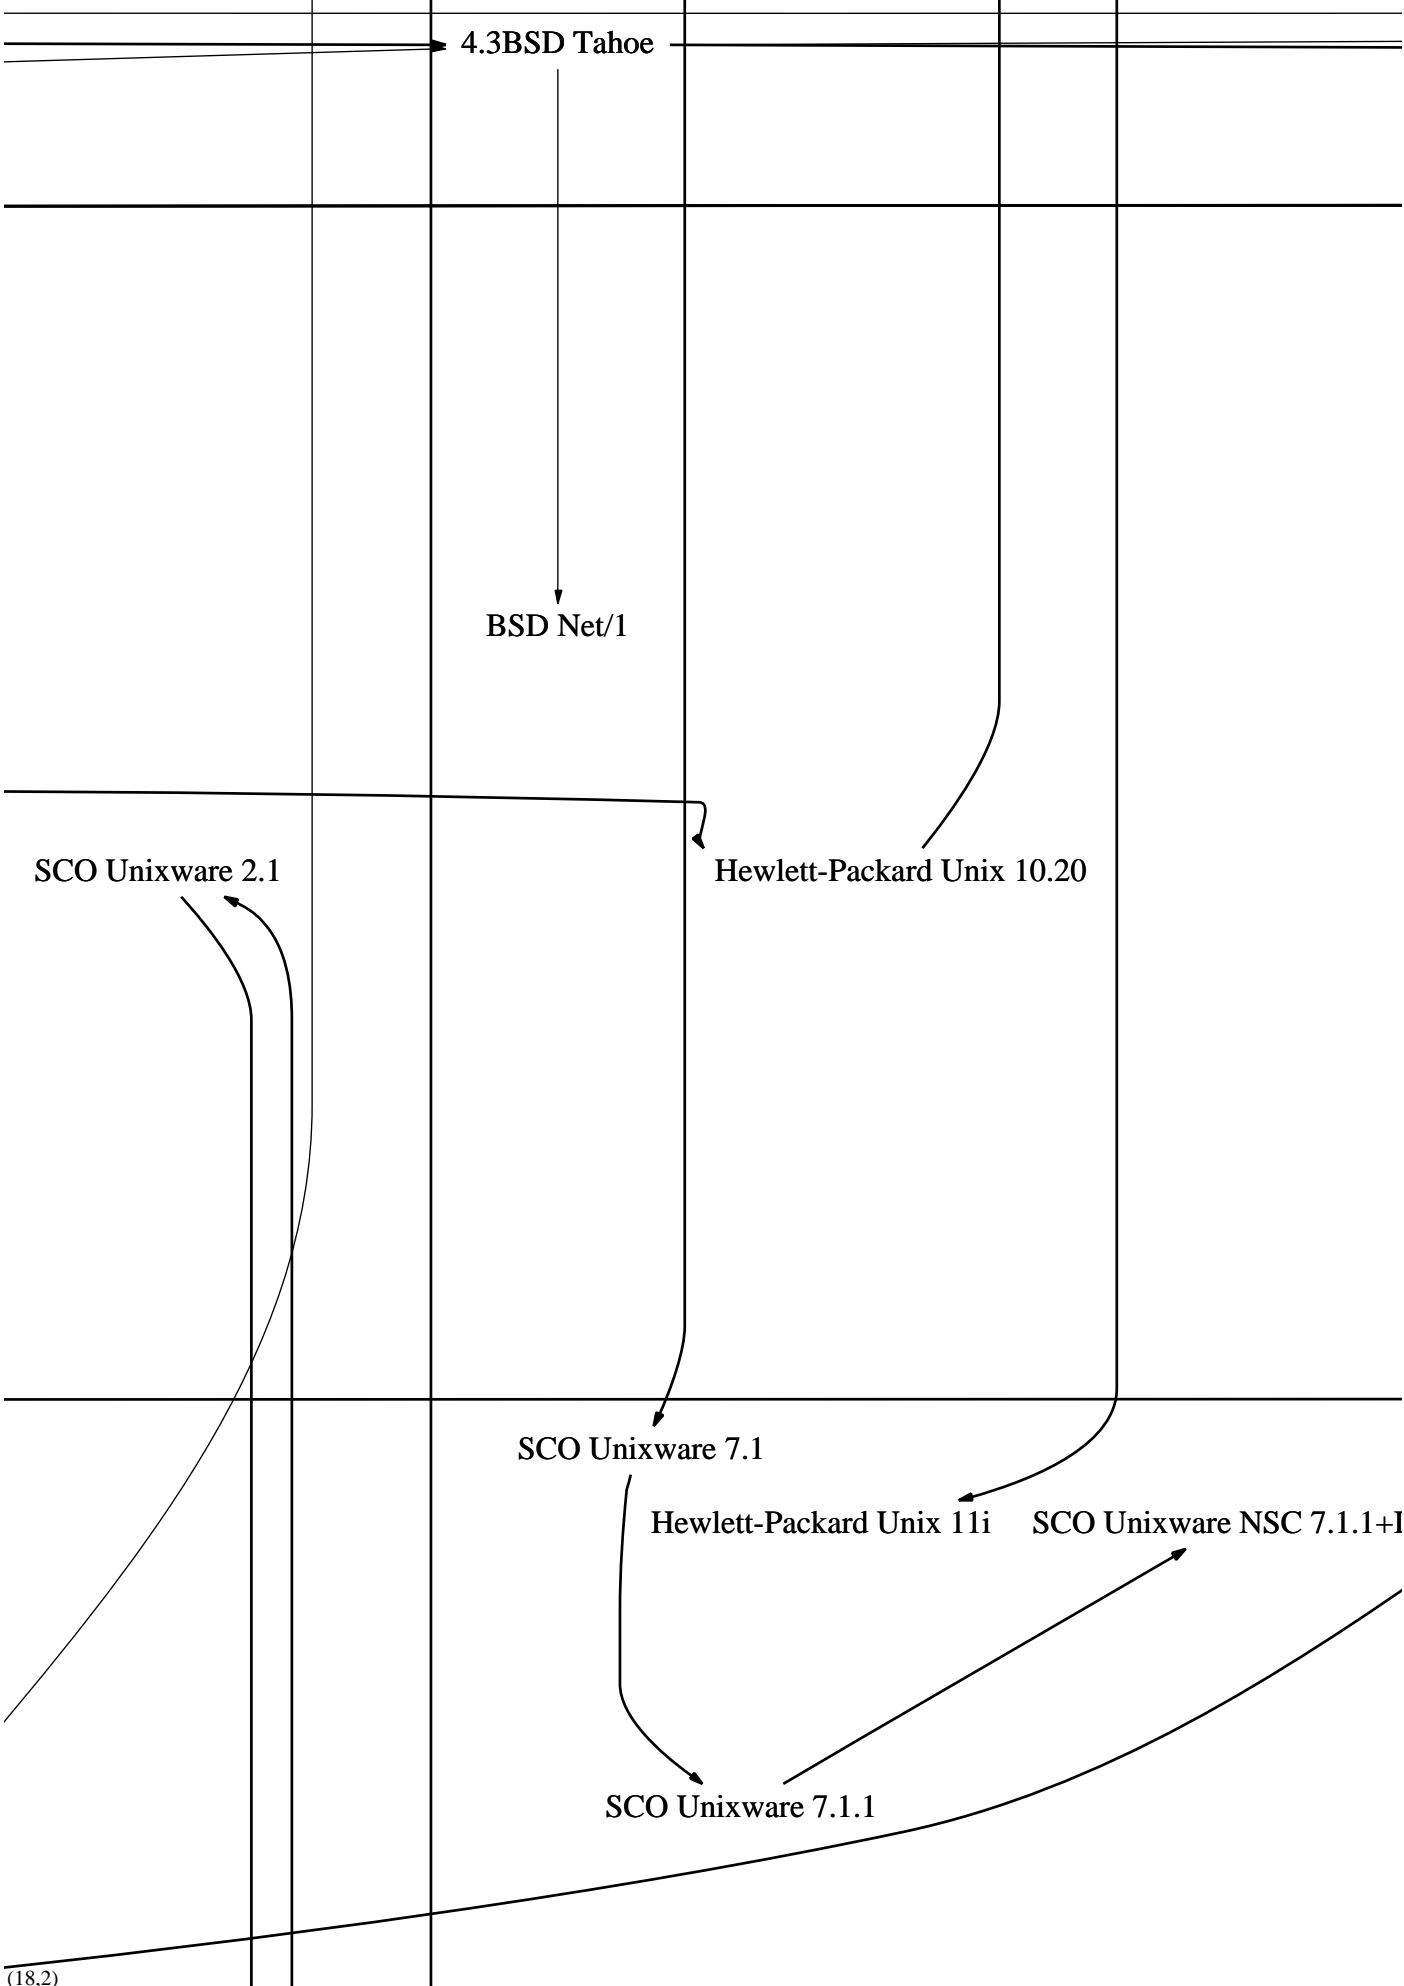 4.3BSD Tahoe
BSD Net/1
SCO Unixware 2.1
Hewlett-Packard Unix 10.20
SCO Unixware 7.1
Hewlett-Packard Unix 11i
SCO Unixware NSC 7.1.1+
SCO Unixware 7.1.1
(18,2)